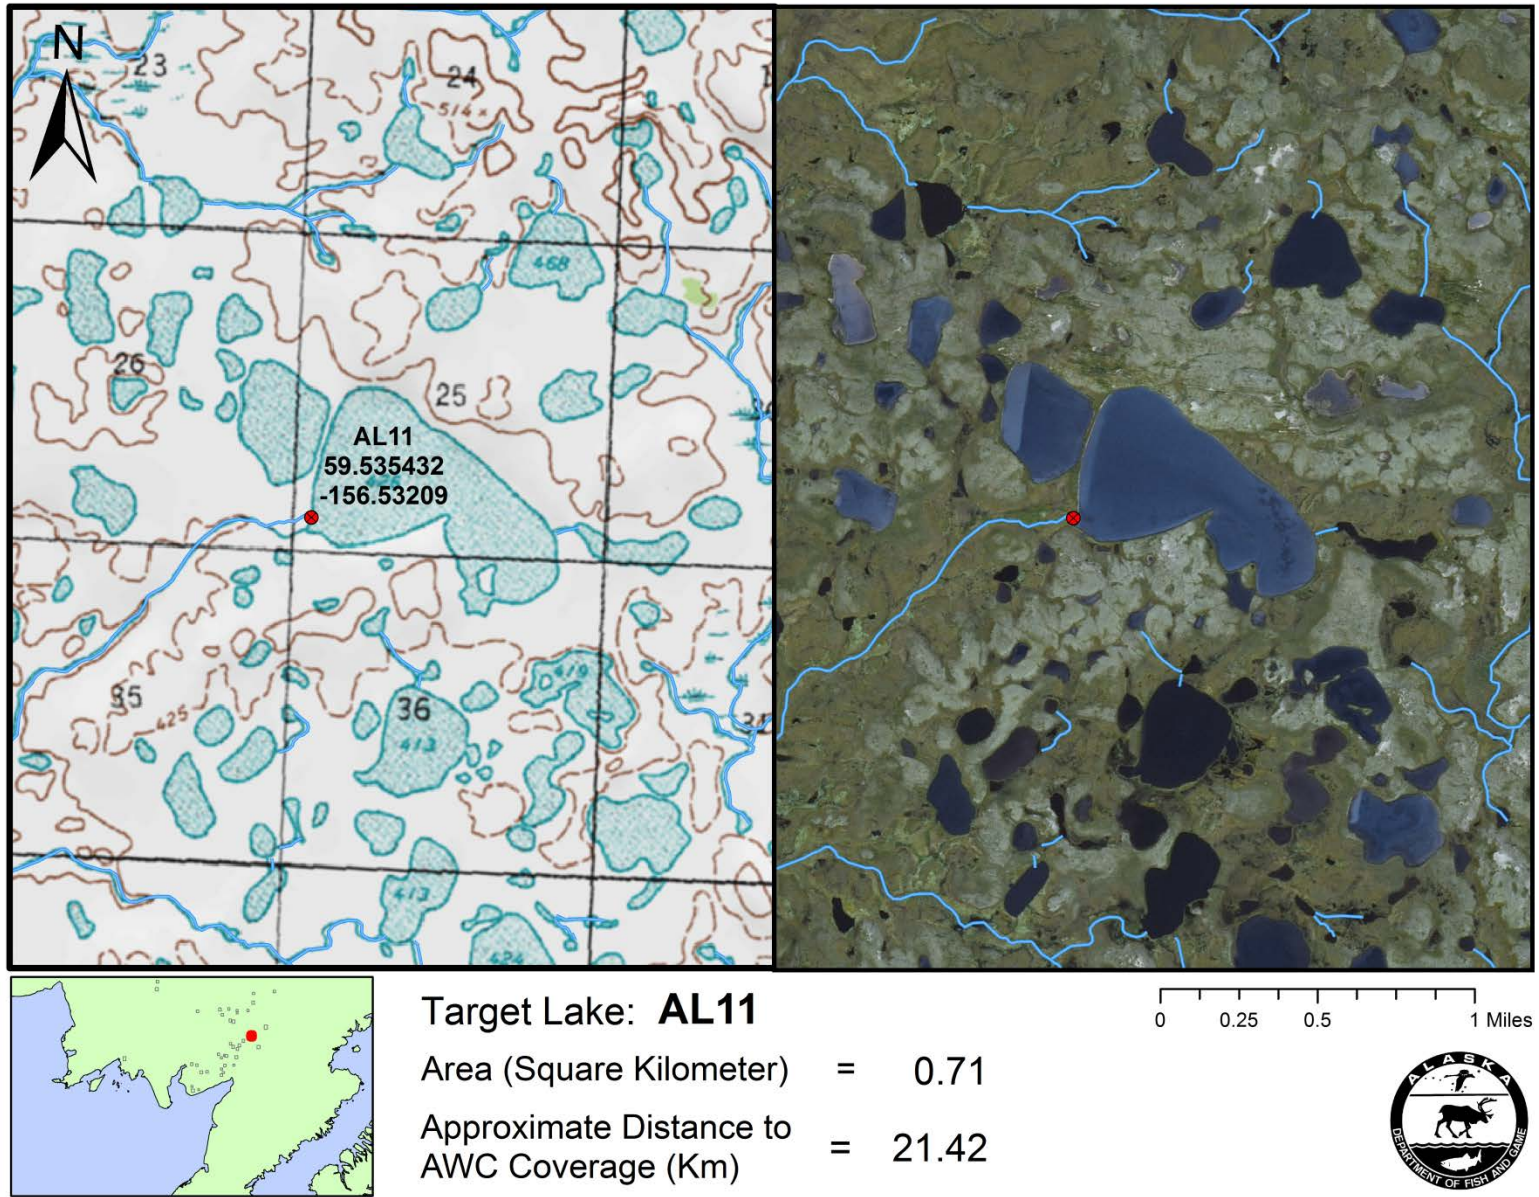 N
23
24
514 x
468
26
25
AL11
59.535432
-156.53209
35
425
36
413
419
413
424
Target Lake: AL11
Area (Square Kilometer) = 0.71
Approximate Distance to
AWC Coverage (Km) = 21.42
0 0.25 0.5 1 Miles
ALASKA
DEPARTMENT OF FISH AND GAME